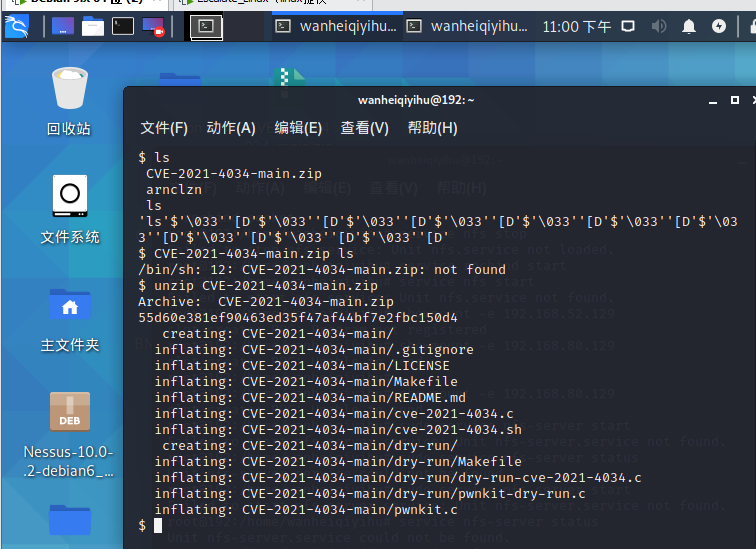 wanheiqiyihu...
wanheiqiyihu...
11:00 下午
回收站
文件系统
主文件夹
DEB
Nessus-10.0-
.2-debian6_...
wanheiqiyihu@192: ~
文件(F) 动作(A) 编辑(E) 查看(V) 帮助(H)
$ ls
CVE-2021-4034-main.zip
arnclzn
ls
'ls'$'\033''[D'$'\033''[D'$'\033''[D'$'\033''[D'$'\033''[D'$'\033''[D'$'\03
3''[D'$'\033''[D'$'\033''[D'$'\033''[D'
$ CVE-2021-4034-main.zip ls
/bin/sh: 12: CVE-2021-4034-main.zip: not found
$ unzip CVE-2021-4034-main.zip
Archive:  CVE-2021-4034-main.zip
55d60e381ef90463ed35f47af44bf7e2fbc150d4
creating: CVE-2021-4034-main/
inflating: CVE-2021-4034-main/.gitignore
inflating: CVE-2021-4034-main/LICENSE
inflating: CVE-2021-4034-main/Makefile
inflating: CVE-2021-4034-main/README.md
inflating: CVE-2021-4034-main/cve-2021-4034.c
inflating: CVE-2021-4034-main/cve-2021-4034.sh
creating: CVE-2021-4034-main/dry-run/
inflating: CVE-2021-4034-main/dry-run/Makefile
inflating: CVE-2021-4034-main/dry-run/dry-run-cve-2021-4034.c
inflating: CVE-2021-4034-main/dry-run/pwnkit-dry-run.c
inflating: CVE-2021-4034-main/pwnkit.c
$